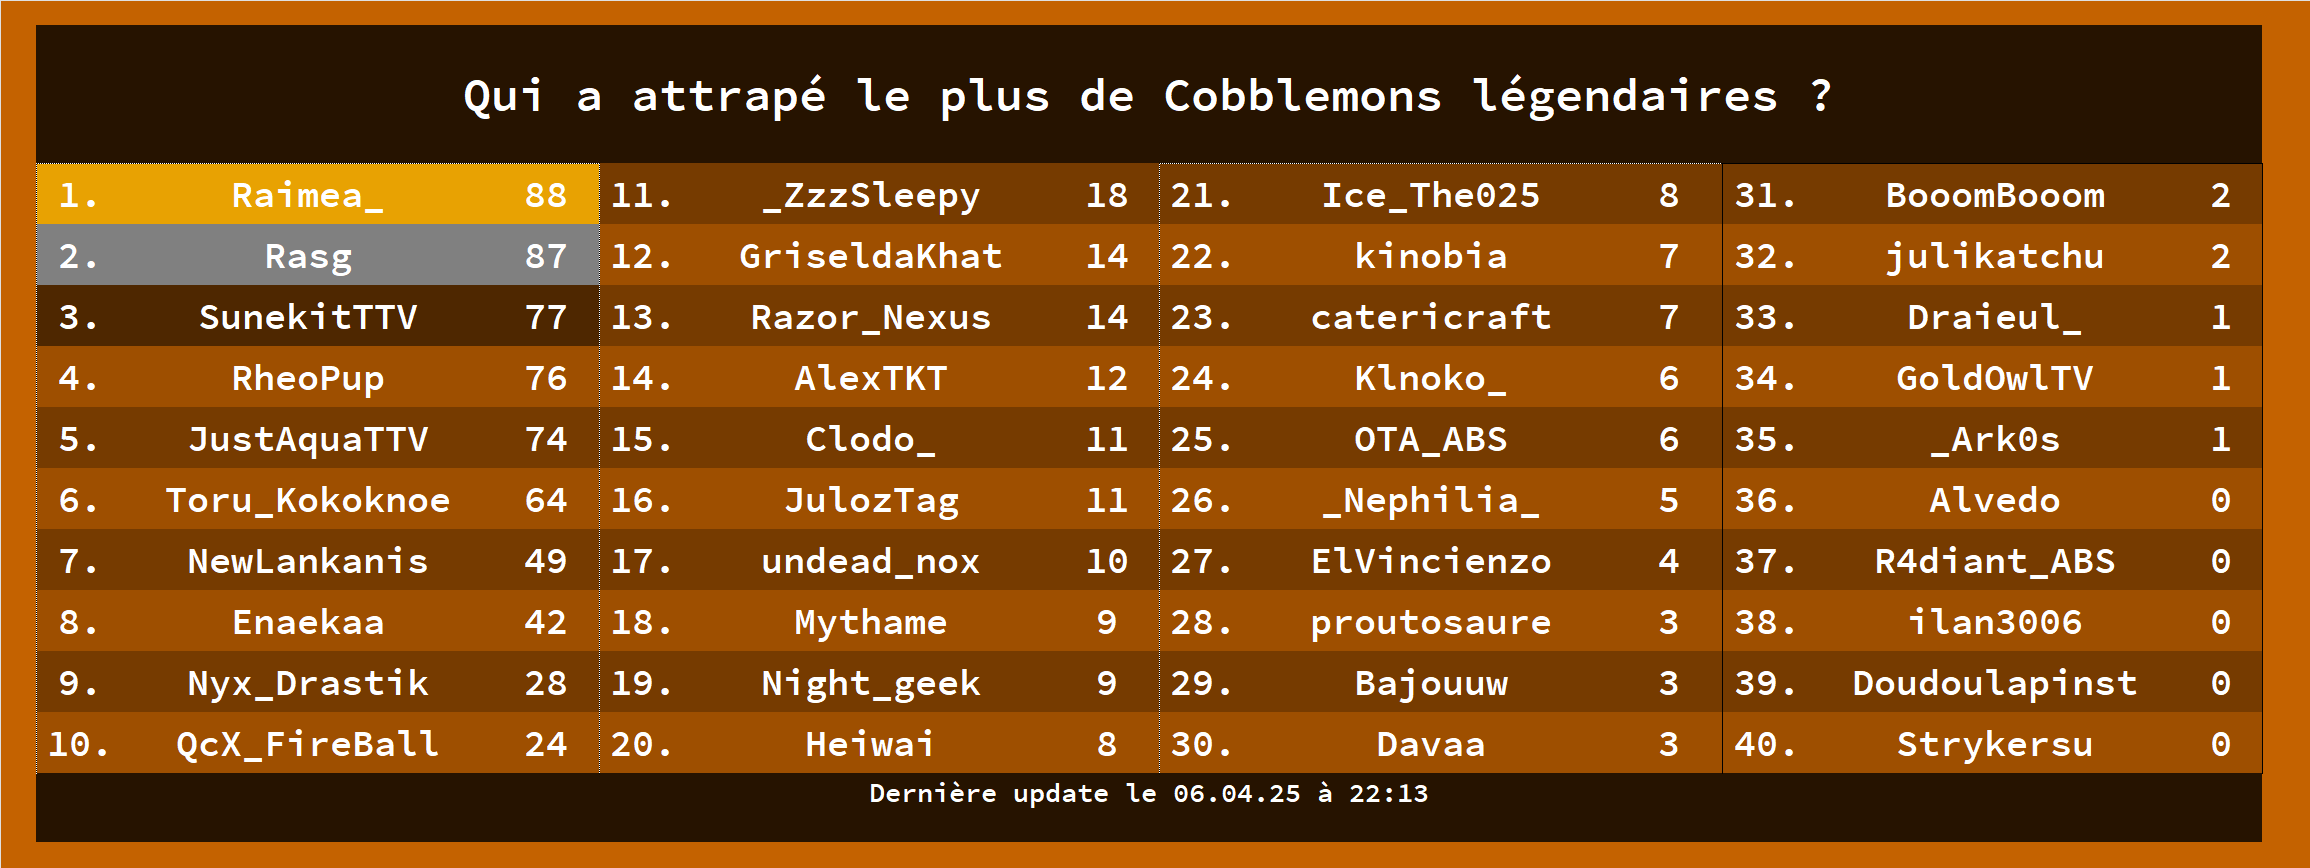 Qui a attrapé le plus de Cobblemons légendaires ?
1. Raimea_ 88 11. _ZzzSleepy 18 21. Ice_The025 8 31. BooomBooom 2
2. Rasg 87 12. GriseldaKhat 14 22. kinobia 7 32. julikatchu 2
3. SunekitTTV 77 13. Razor_Nexus 14 23. catericraft 7 33. Draieul_ 1
4. RheoPup 76 14. AlexTKT 12 24. Klnoko_ 6 34. GoldOwlTV 1
5. JustAquaTTV 74 15. Clodo_ 11 25. OTA_ABS 6 35. _Ark0s 1
6. Toru_Kokoknoe 64 16. JulozTag 11 26. _Nephilia_ 5 36. Alvedo 0
7. NewLankanis 49 17. undead_nox 10 27. ElVincienzo 4 37. R4diant_ABS 0
8. Enaekaa 42 18. Mythame 9 28. proutosaure 3 38. ilan3006 0
9. Nyx_Drastik 28 19. Night_geek 9 29. Bajouuw 3 39. Doudoulapinst 0
10. QcX_FireBall 24 20. Heiwai 8 30. Davaa 3 40. Strykersu 0
Dernière update le 06.04.25 à 22:13